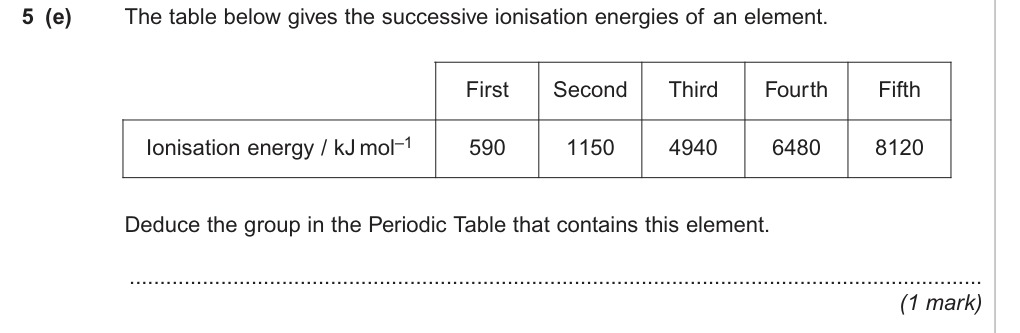 5 (e) The table below gives the successive ionisation energies of an element.
First Second Third Fourth Fifth
Ionisation energy / kJ mol⁻¹ 590 1150 4940 6480 8120
Deduce the group in the Periodic Table that contains this element.
(1 mark)